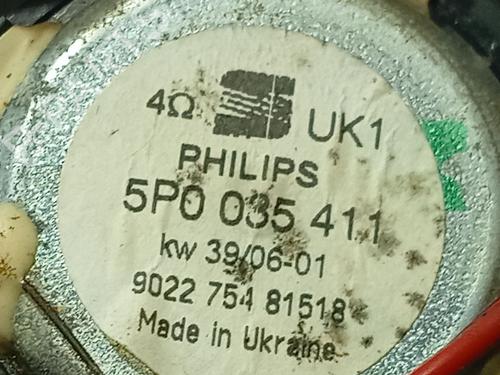 4Ω UK1
PHILIPS
5P0 035 411
kw 39/06-01
9022 754 81518
Made in Ukraine